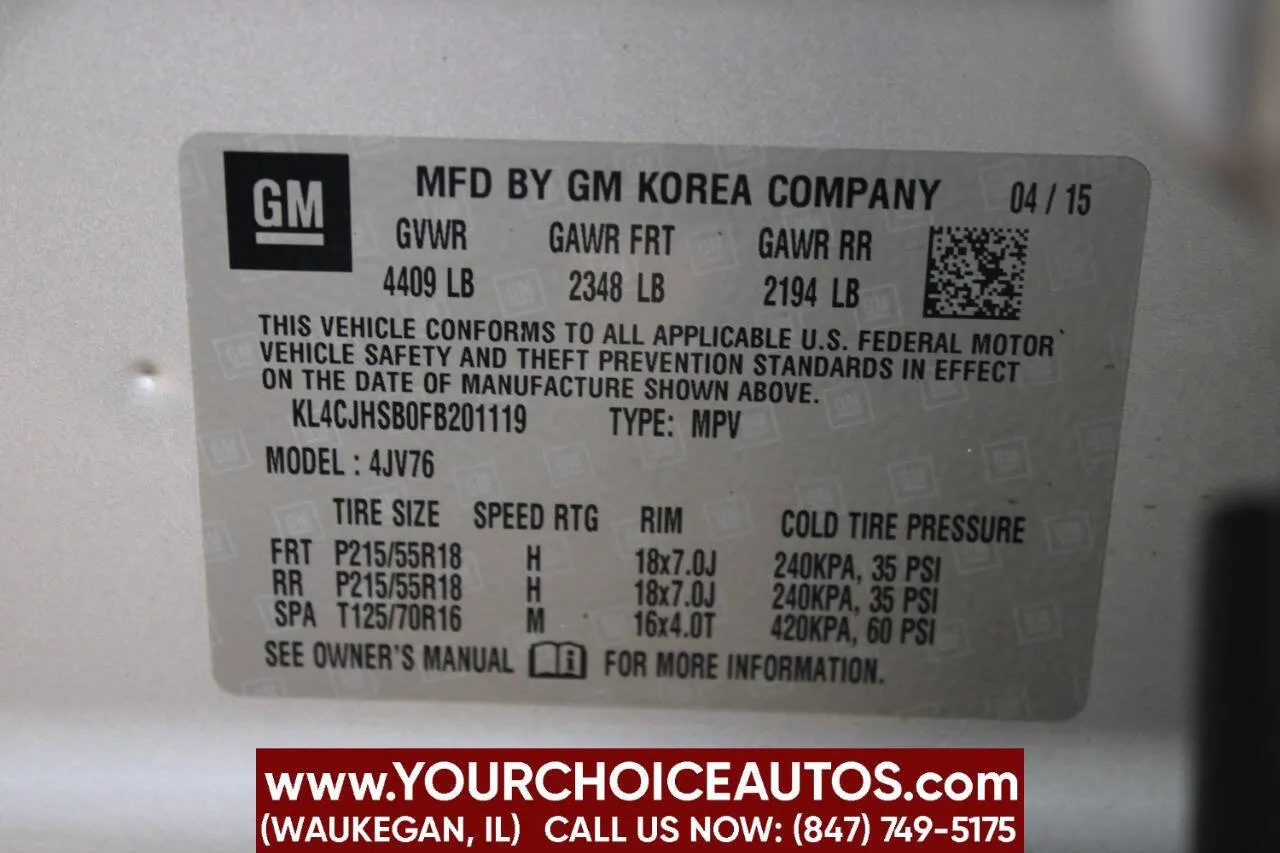 GM
MFD BY GM KOREA COMPANY 04 / 15
GVWR GAWR FRT GAWR RR
4409 LB 2348 LB 2194 LB
THIS VEHICLE CONFORMS TO ALL APPLICABLE U.S. FEDERAL MOTOR
VEHICLE SAFETY AND THEFT PREVENTION STANDARDS IN EFFECT
ON THE DATE OF MANUFACTURE SHOWN ABOVE.
KL4CJHSB0FB201119 TYPE: MPV
MODEL : 4JV76
TIRE SIZE SPEED RTG RIM COLD TIRE PRESSURE
FRT P215/55R18 H 18x7.0J 240KPA, 35 PSI
RR P215/55R18 H 18x7.0J 240KPA, 35 PSI
SPA T125/70R16 M 16x4.0T 420KPA, 60 PSI
SEE OWNER'S MANUAL FOR MORE INFORMATION.
www.YOURCHOICEAUTOS.com
(WAUKEGAN, IL) CALL US NOW: (847) 749-5175